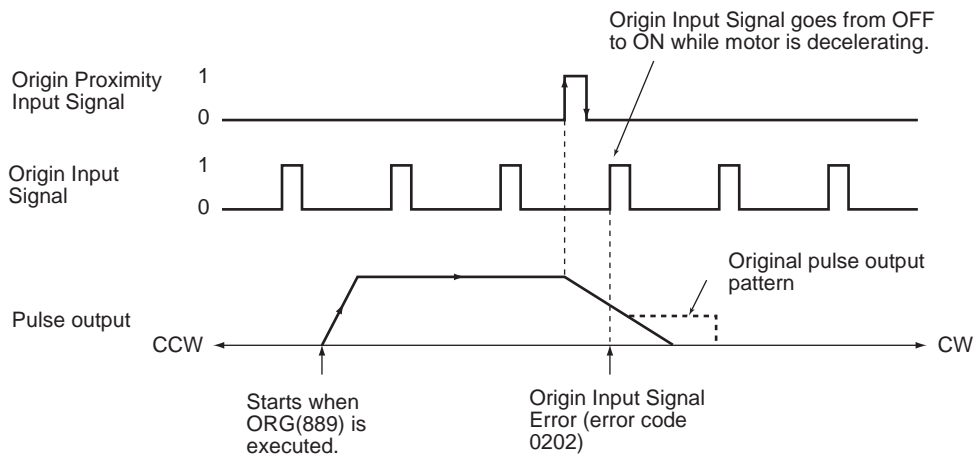 Origin Input Signal goes from OFF
to ON while motor is decelerating.
Origin Proximity
Input Signal
1
0
Origin Input
Signal
1
0
Original pulse output
pattern
Pulse output
CCW
CW
Starts when
ORG(889) is
executed.
Origin Input Signal
Error (error code
0202)